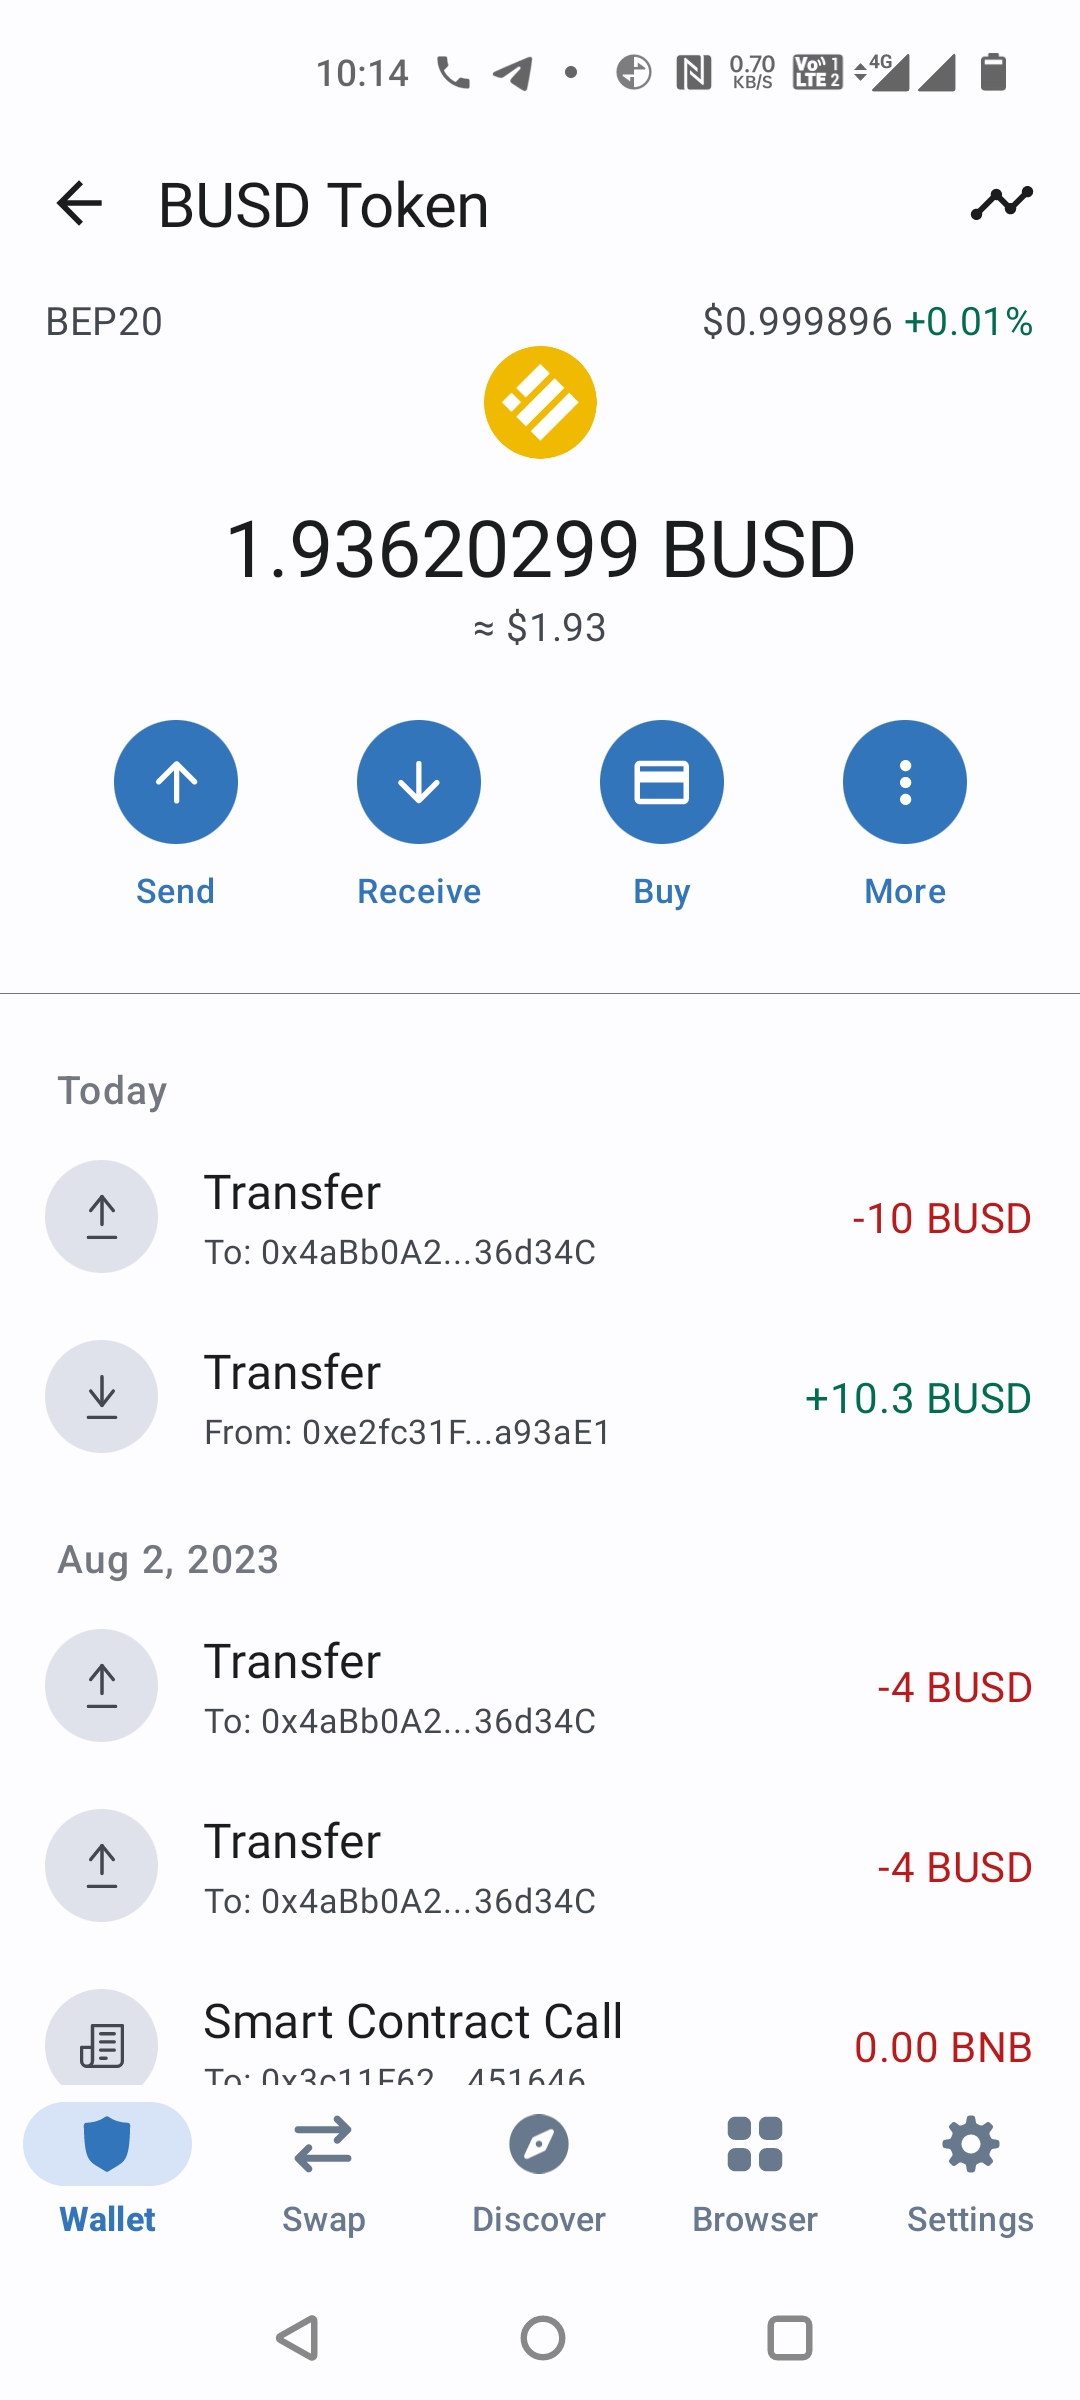 10:14
0.70
KB/S
Vo)) 1
LTE 2
4G
BUSD Token
BEP20
$0.999896 +0.01%
1.93620299 BUSD
≈ $1.93
Send Receive Buy More
Today
Transfer
To: 0x4aBb0A2...36d34C
-10 BUSD
Transfer
From: 0xe2fc31F...a93aE1
+10.3 BUSD
Aug 2, 2023
Transfer
To: 0x4aBb0A2...36d34C
-4 BUSD
Transfer
To: 0x4aBb0A2...36d34C
-4 BUSD
Smart Contract Call
To: 0x3c11F62...451646
0.00 BNB
Wallet Swap Discover Browser Settings